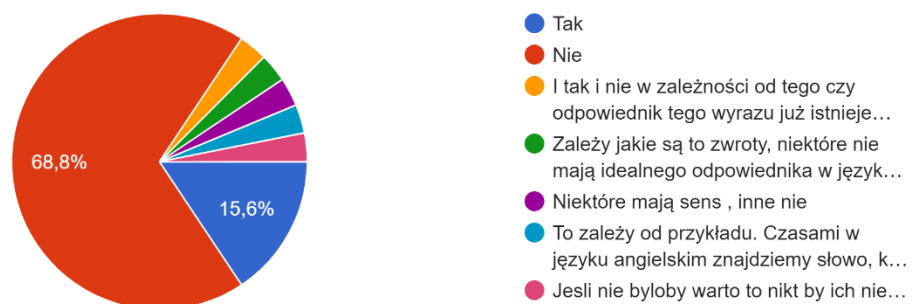 68,8%
15,6%
Tak
Nie
I tak i nie w zależności od tego czy
odpowiednik tego wyrazu już istnieje…
Zależy jakie są to zwroty, niektóre nie
mają idealnego odpowiednika w język…
Niektóre mają sens , inne nie
To zależy od przykładu. Czasami w
języku angielskim znajdziemy słowo, k…
Jesli nie byloby warto to nikt by ich nie…